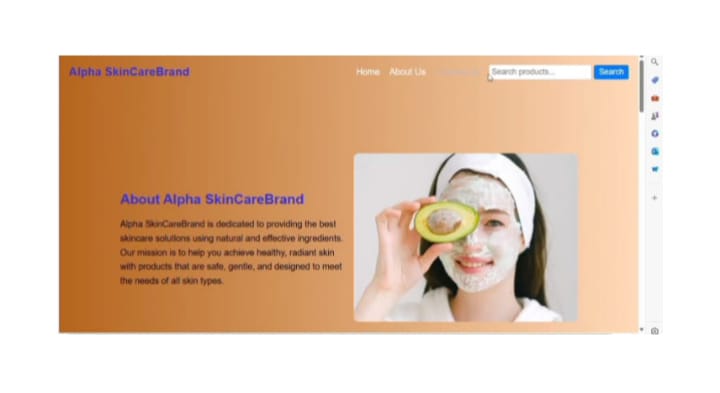 Alpha SkinCareBrand
Home About Us
Search products...
Search
About Alpha SkinCareBrand
Alpha SkinCareBrand is dedicated to providing the best
skincare solutions using natural and effective ingredients.
Our mission is to help you achieve healthy, radiant skin
with products that are safe, gentle, and designed to meet
the needs of all skin types.